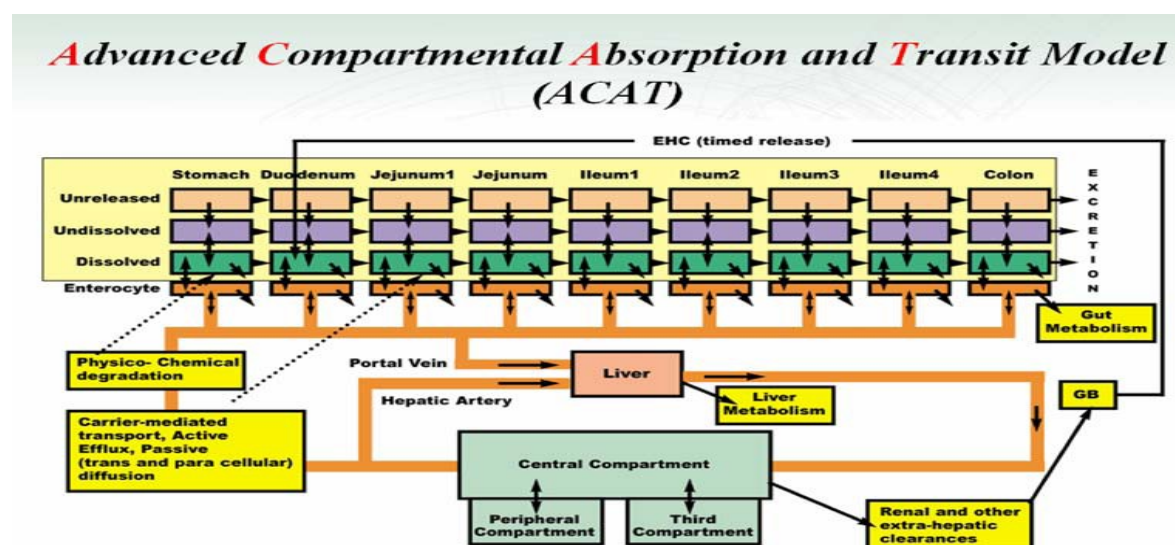 Advanced Compartmental Absorption and Transit Model
(ACAT)
EHC (timed release)
Stomach Duodenum Jejunum1 Jejunum Ileum1 Ileum2 Ileum3 Ileum4 Colon
Unreleased
Undissolved
Dissolved
Enterocyte
EXCRETION
Gut
Metabolism
Physico- Chemical
degradation
Portal Vein
Liver
Hepatic Artery
Liver
Metabolism
GB
Carrier-mediated
transport, Active
Efflux, Passive
(trans and para cellular)
diffusion
Central Compartment
Peripheral
Compartment
Third
Compartment
Renal and other
extra-hepatic
clearances